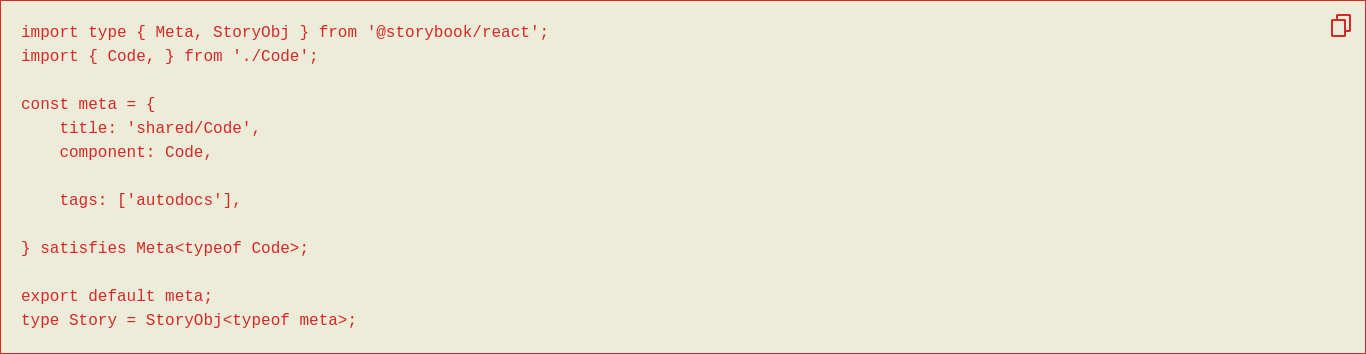 import type { Meta, StoryObj } from '@storybook/react';
import { Code, } from './Code';

const meta = {
    title: 'shared/Code',
    component: Code,

    tags: ['autodocs'],

} satisfies Meta<typeof Code>;

export default meta;
type Story = StoryObj<typeof meta>;